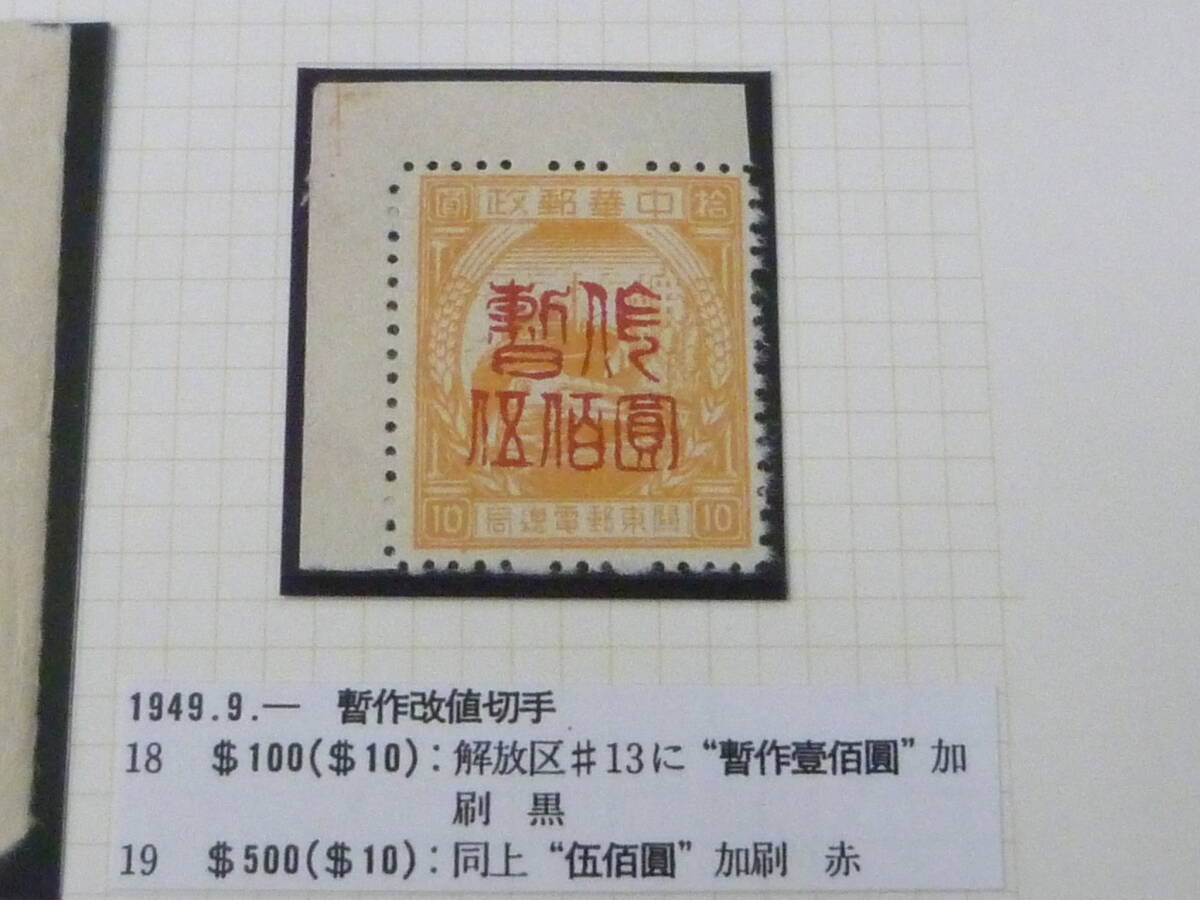 圓 政郵華中 拾
暫作
伍佰圓
10 局邊電郵東関 10
1949.9.― 暫作改値切手
18 $100($10):解放区#13に“暫作壹佰圓”加
刷 黒
19 $500($10):同上“伍佰圓”加刷 赤